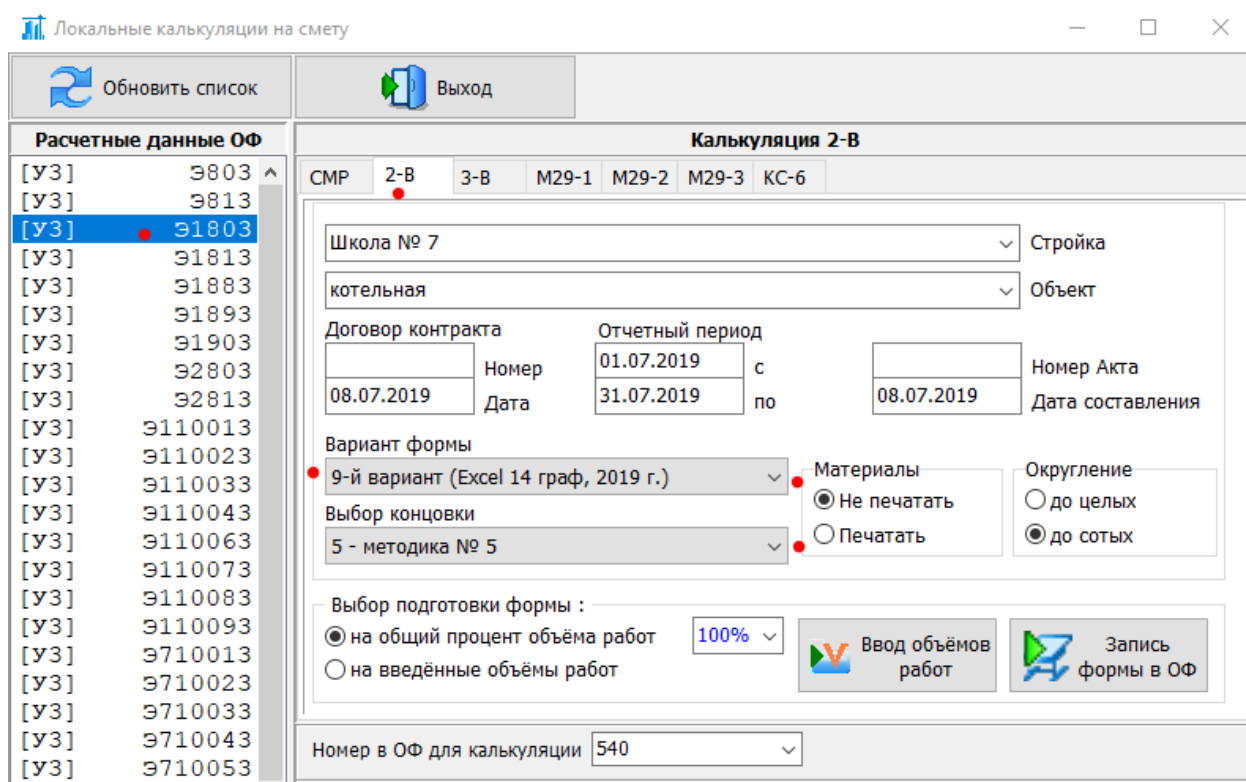 Локальные калькуляции на смету
Обновить список
Выход
Расчетные данные ОФ
[УЗ] Э803
[УЗ] Э813
[УЗ] Э1803
[УЗ] Э1813
[УЗ] Э1883
[УЗ] Э1893
[УЗ] Э1903
[УЗ] Э2803
[УЗ] Э2813
[УЗ] Э110013
[УЗ] Э110023
[УЗ] Э110033
[УЗ] Э110043
[УЗ] Э110063
[УЗ] Э110073
[УЗ] Э110083
[УЗ] Э110093
[УЗ] Э710013
[УЗ] Э710023
[УЗ] Э710033
[УЗ] Э710043
[УЗ] Э710053
Калькуляция 2-В
СМР 2-В 3-В М29-1 М29-2 М29-3 КС-6
Школа № 7 Стройка
котельная Объект
Договор контракта Отчетный период
Номер 01.07.2019 с Номер Акта
08.07.2019 Дата 31.07.2019 по 08.07.2019 Дата составления
Вариант формы
9-й вариант (Excel 14 граф, 2019 г.)
Выбор концовки
5 - методика № 5
Материалы
Не печатать
Печатать
Округление
до целых
до сотых
Выбор подготовки формы :
на общий процент объёма работ 100%
на введённые объёмы работ
Ввод объёмов
работ
Запись
формы в ОФ
Номер в ОФ для калькуляции 540